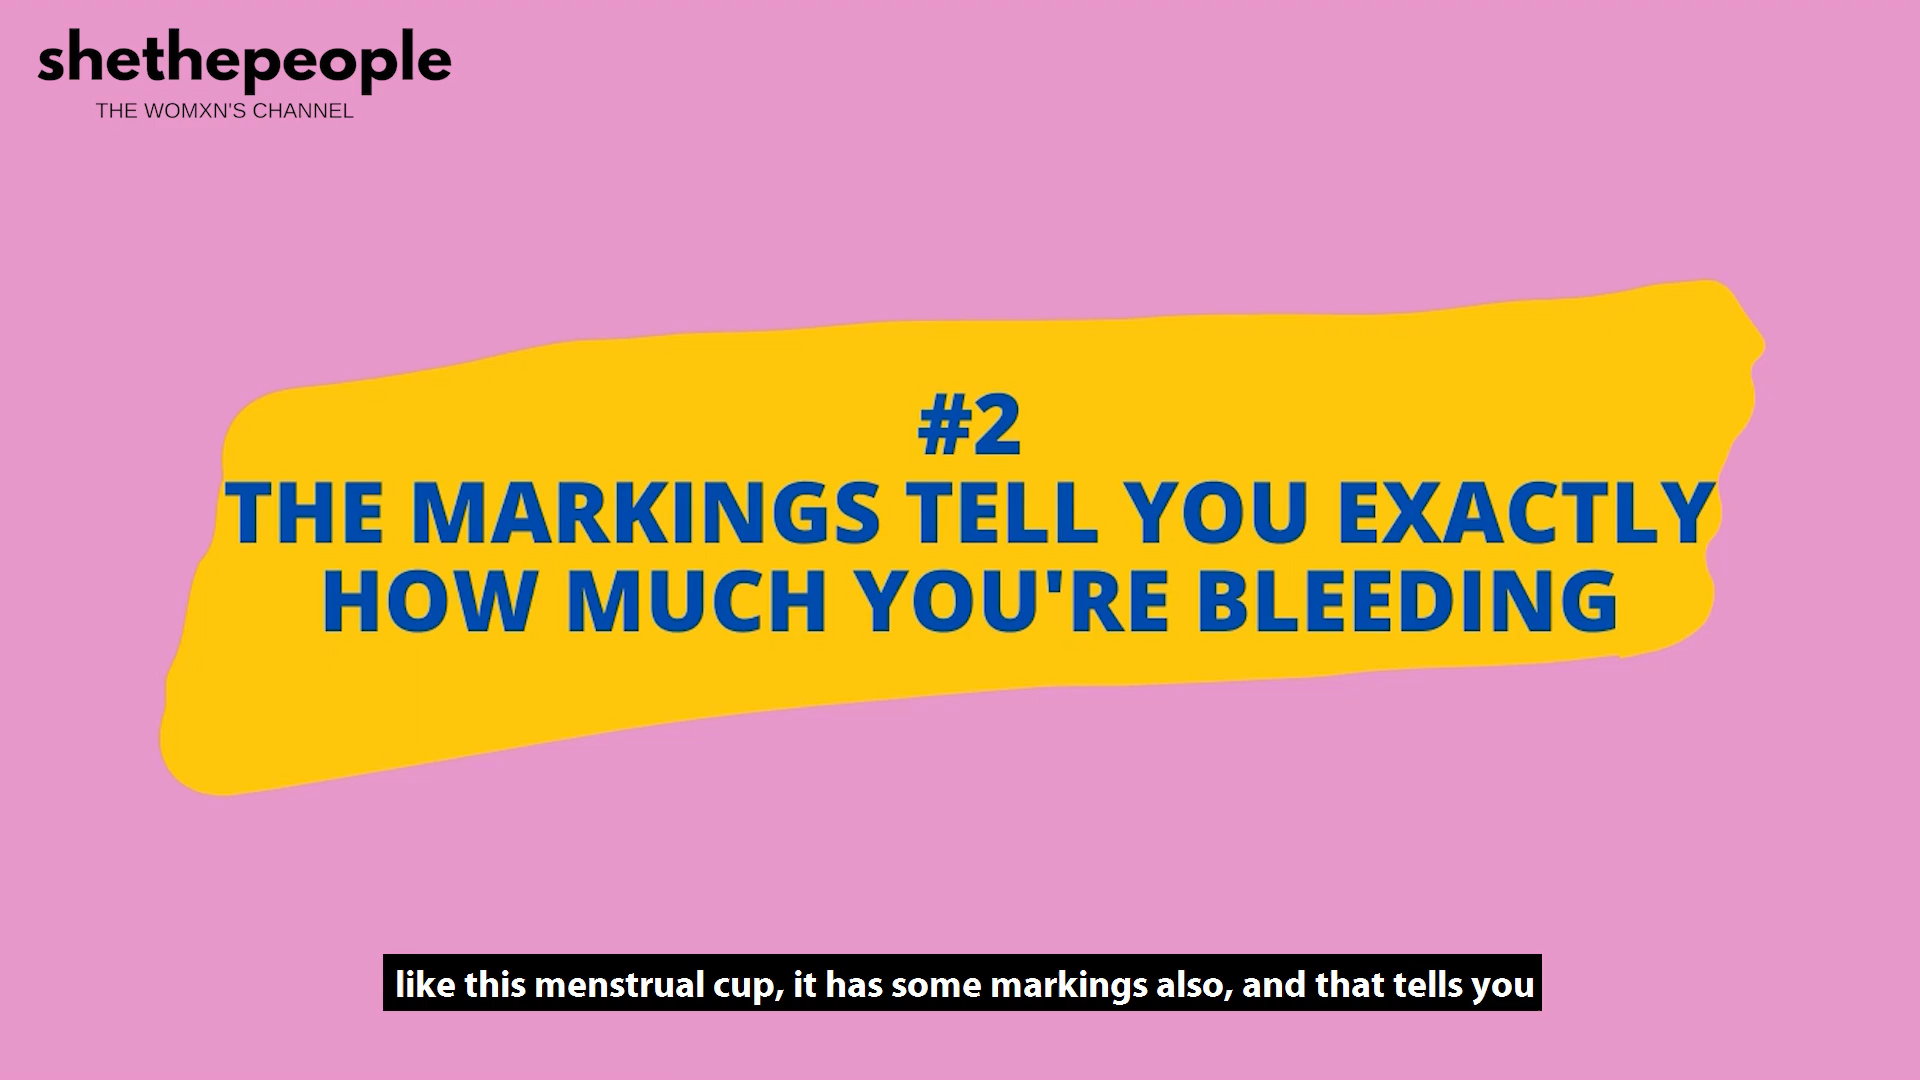 shethepeople
THE WOMXN'S CHANNEL
#2
THE MARKINGS TELL YOU EXACTLY
HOW MUCH YOU'RE BLEEDING
like this menstrual cup, it has some markings also, and that tells you